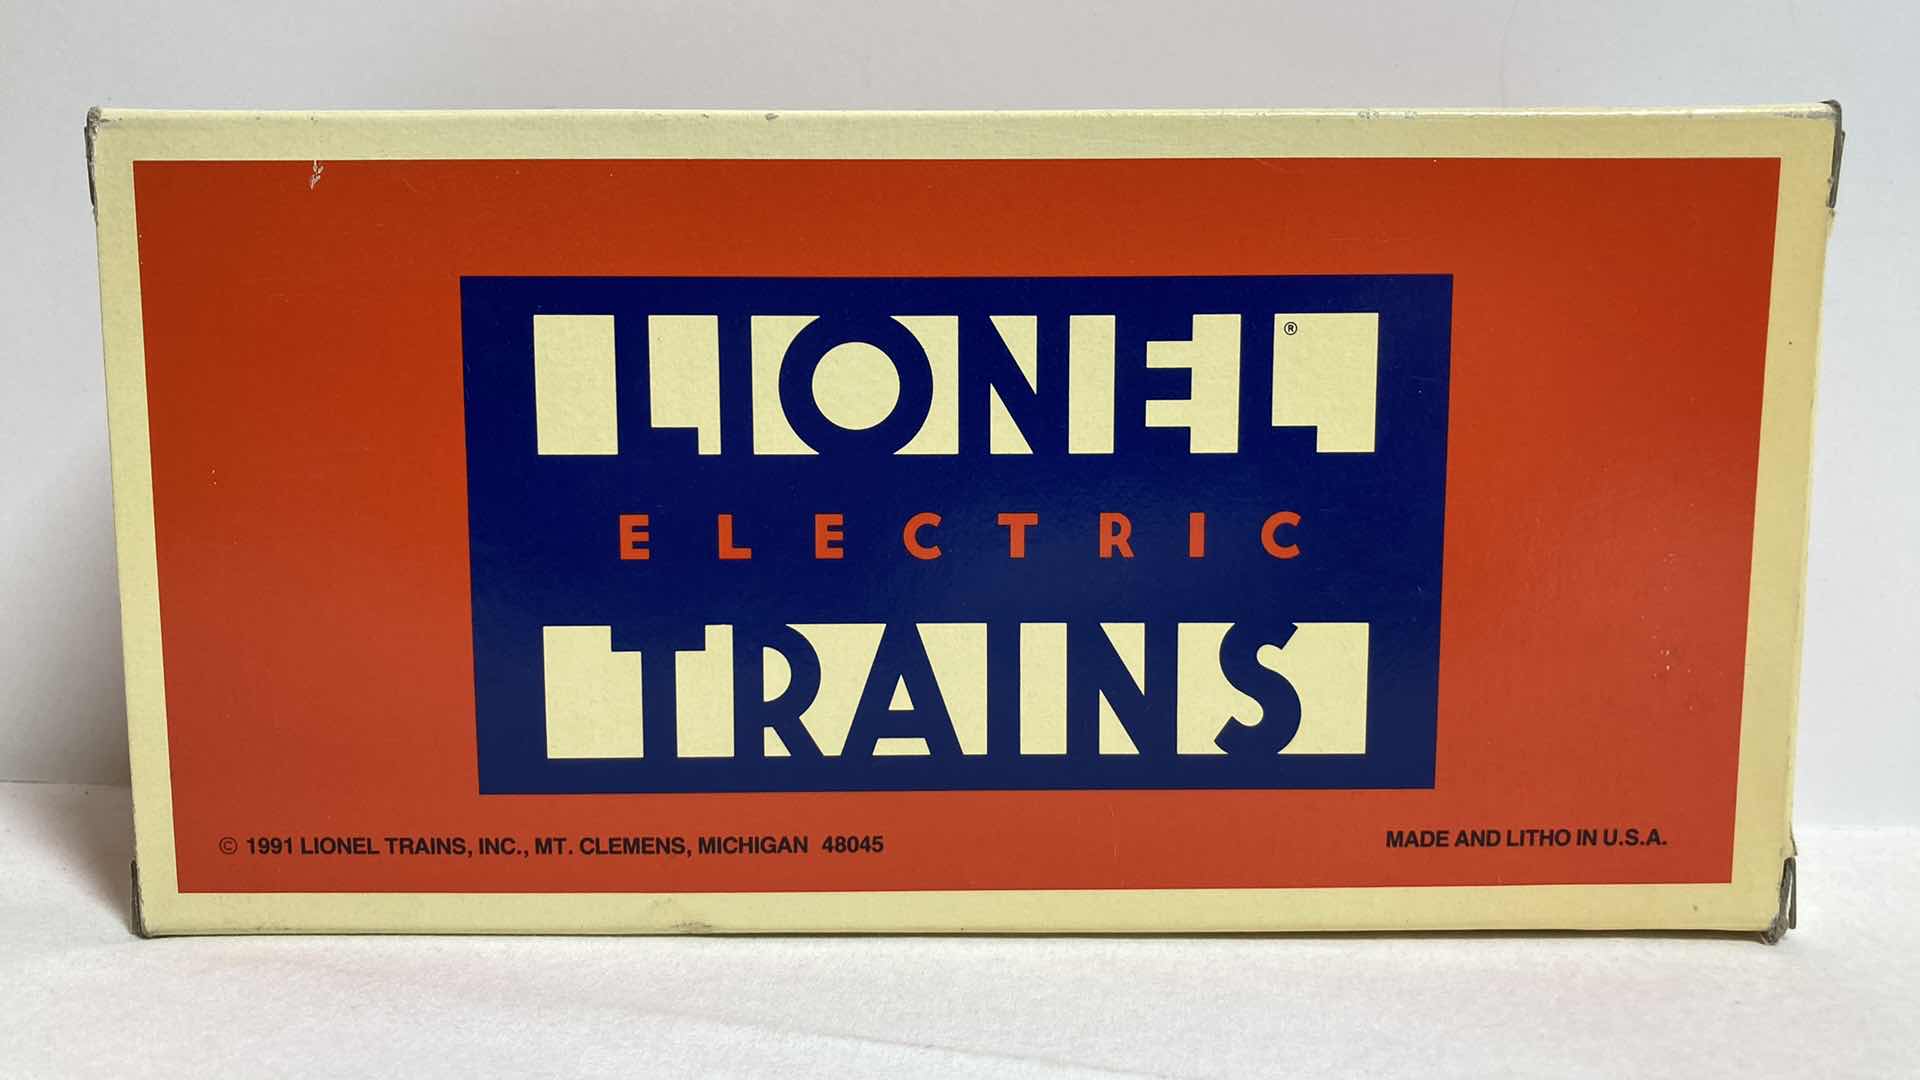 LIONEL®
ELECTRIC
TRAINS
© 1991 LIONEL TRAINS, INC., MT. CLEMENS, MICHIGAN 48045
MADE AND LITHO IN U.S.A.